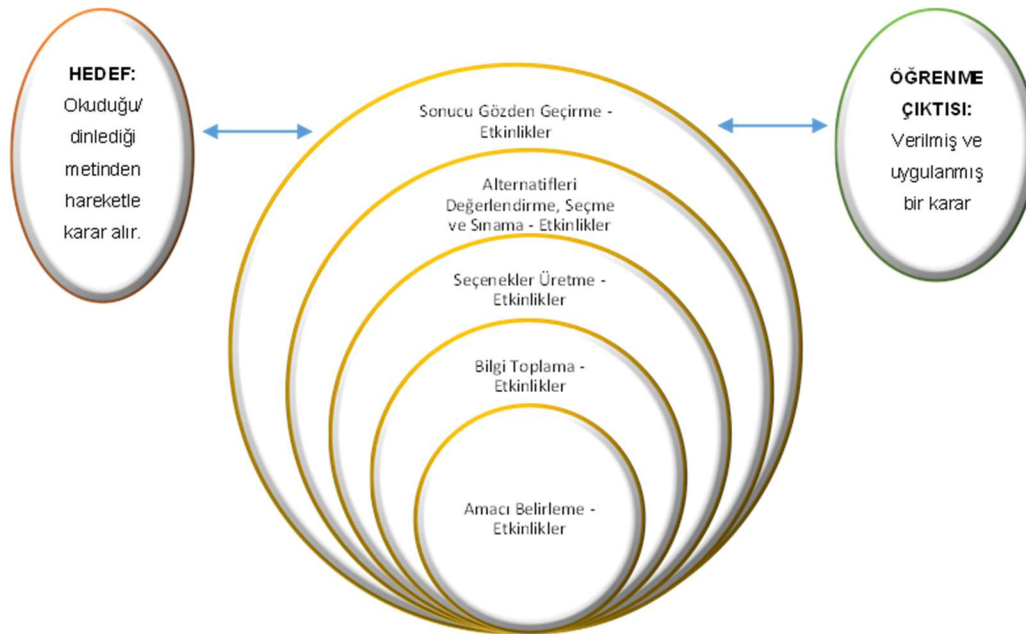 HEDEF:
Okuduğu/
dinlediği
metinden
hareketle
karar alır.
Sonucu Gözden Geçirme -
Etkinlikler
Alternatifleri
Değerlendirme, Seçme
ve Sınama - Etkinlikler
Seçenekler Üretme -
Etkinlikler
Bilgi Toplama -
Etkinlikler
Amacı Belirleme -
Etkinlikler
ÖĞRENME
ÇIKTISI:
Verilmiş ve
uygulanmış
bir karar